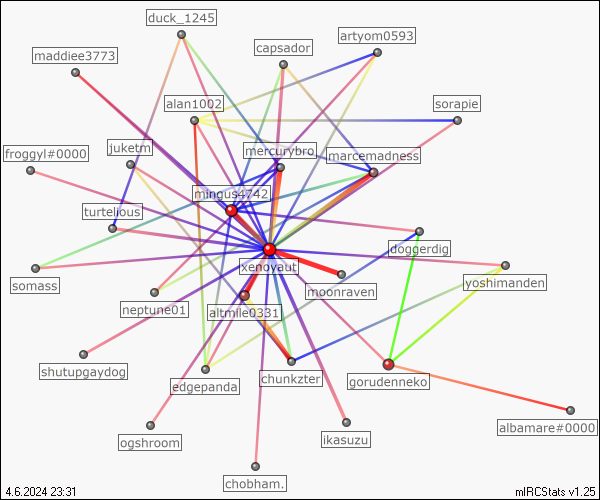 duck_1245
artyom0593
capsador
maddiee3773
alan1002
sorapie
froggyl#0000
juketm
mercurybro
marcemadness
mingus4742
turtelious
doggerdig
xenoyaut
somass
moonraven
yoshimanden
neptune01
altmile0331
shutupgaydog
edgepanda
chunkzter
gorudenneko
albamare#0000
ogshroom
ikasuzu
chobham.
4.6.2024 23:31
mIRCStats v1.25